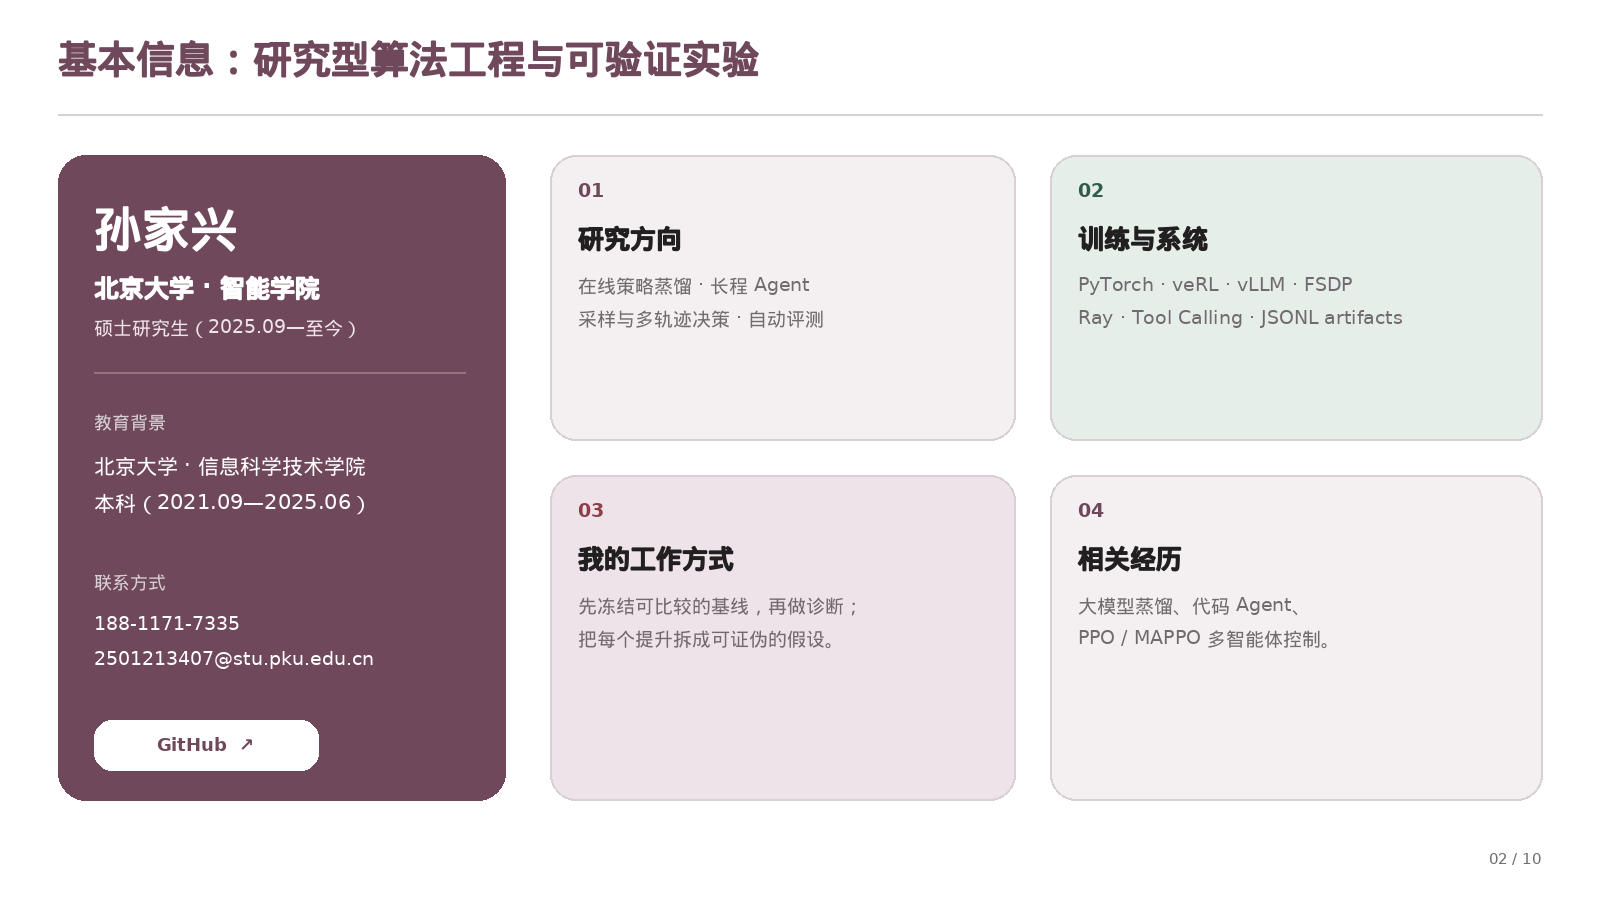 基本信息：研究型算法工程与可验证实验
孙家兴
北京大学 · 智能学院
硕士研究生（2025.09—至今）
教育背景
北京大学 · 信息科学技术学院
本科（2021.09—2025.06）
联系方式
188-1171-7335
2501213407@stu.pku.edu.cn
GitHub ↗
01
研究方向
在线策略蒸馏 · 长程 Agent
采样与多轨迹决策 · 自动评测
02
训练与系统
PyTorch · veRL · vLLM · FSDP
Ray · Tool Calling · JSONL artifacts
03
我的工作方式
先冻结可比较的基线，再做诊断；
把每个提升拆成可证伪的假设。
04
相关经历
大模型蒸馏、代码 Agent、
PPO / MAPPO 多智能体控制。
02 / 10